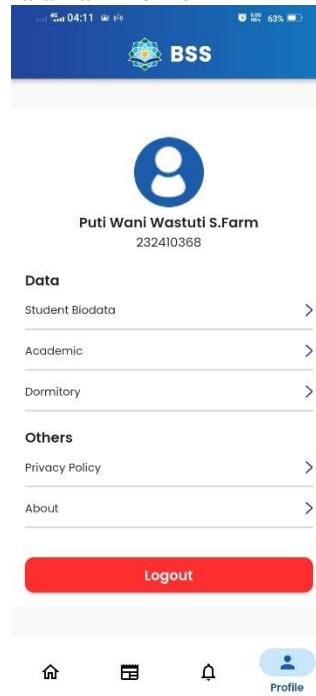 04:11
63%
BSS
Puti Wani Wastuti S.Farm
232410368
Data
Student Biodata
Academic
Dormitory
Others
Privacy Policy
About
Logout
Profile